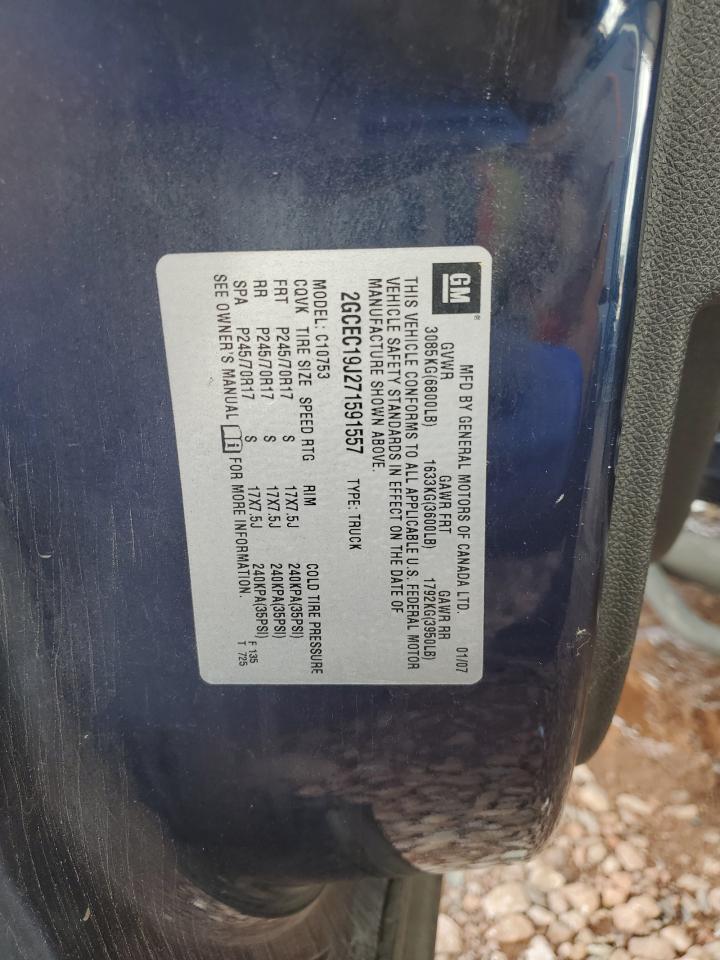 GM ® MFD BY GENERAL MOTORS OF CANADA LTD. 01/07
GVWR GAWR FRT GAWR RR
3085KG(6800LB) 1633KG(3600LB) 1792KG(3950LB)
THIS VEHICLE CONFORMS TO ALL APPLICABLE U.S. FEDERAL MOTOR
VEHICLE SAFETY STANDARDS IN EFFECT ON THE DATE OF
MANUFACTURE SHOWN ABOVE.
2GCEC19J271591557 TYPE: TRUCK
MODEL: C10753
CQVK TIRE SIZE SPEED RTG RIM COLD TIRE PRESSURE
FRT P245/70R17 S 17X7.5J 240KPA(35PSI)
RR P245/70R17 S 17X7.5J 240KPA(35PSI)
SPA P245/70R17 S 17X7.5J 240KPA(35PSI)
SEE OWNER'S MANUAL i FOR MORE INFORMATION.
F 135
T 725